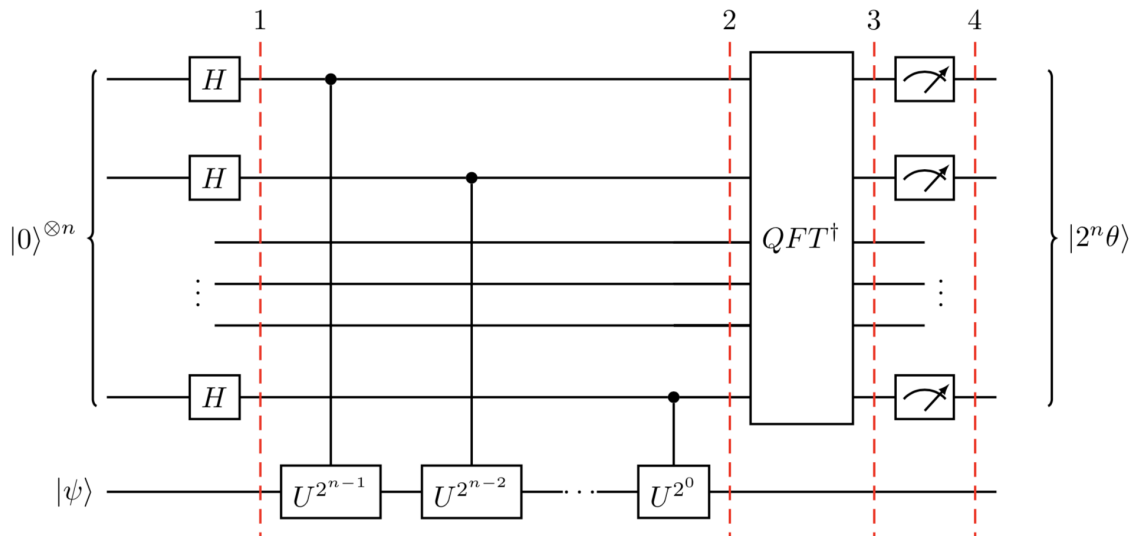 1 2 3 4
H
H
|0⟩^{⊗n} QFT^† |2^nθ⟩
⋮ ⋮
H
|ψ⟩ U^{2^{n-1}} U^{2^{n-2}} ... U^{2^0}